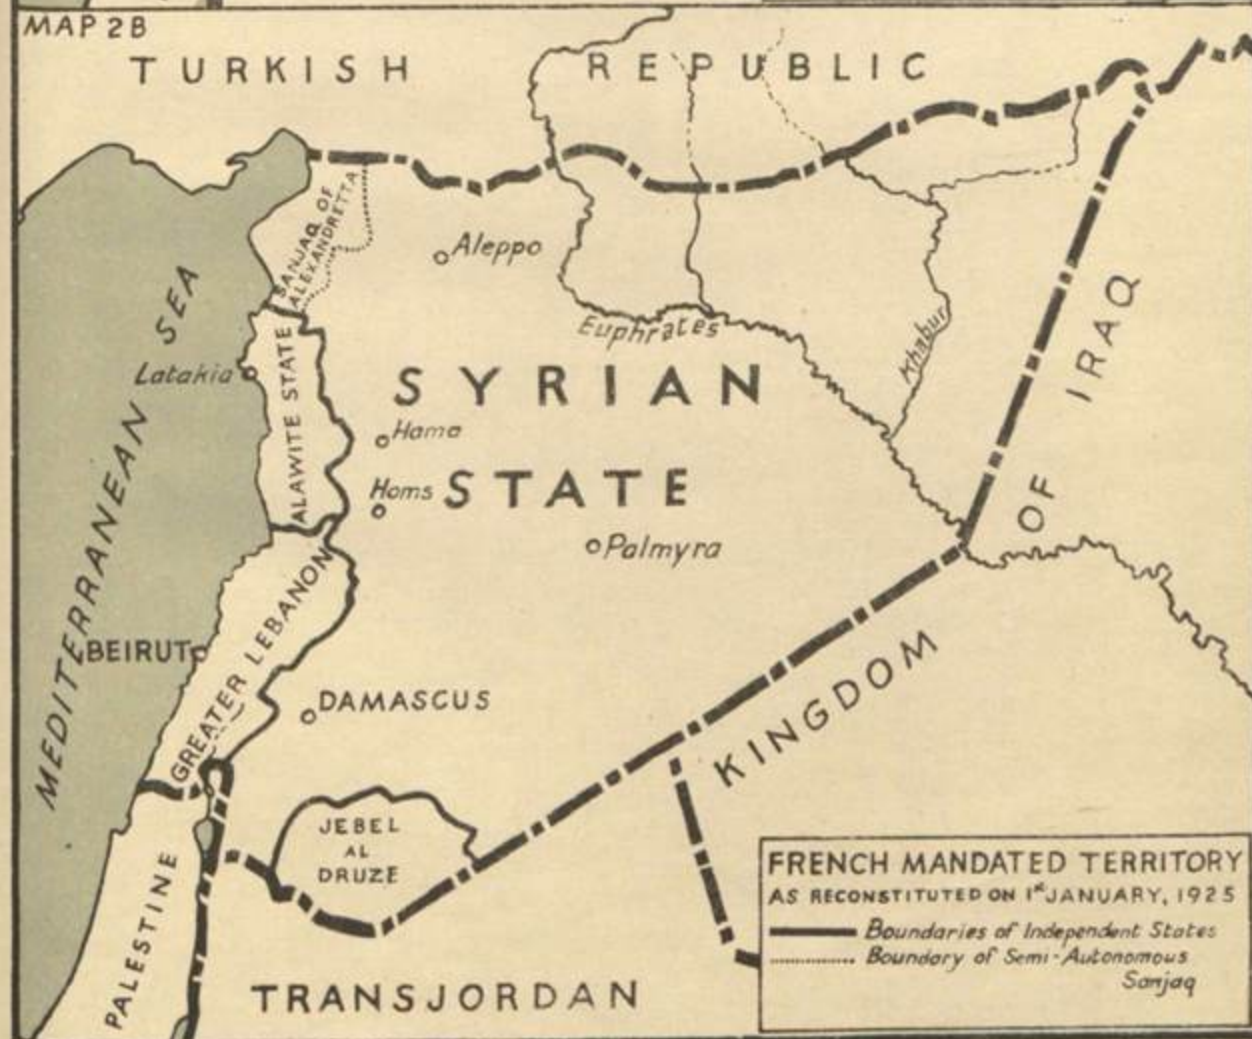 MAP 2B
TURKISH REPUBLIC
SANJAQ OF
ALEXANDRETTA
Aleppo
MEDITERRANEAN SEA
Euphrates
Khabur
Latakia
ALAWITE STATE
SYRIAN
STATE
Hama
Homs
Palmyra
KINGDOM OF IRAQ
BEIRUT
GREATER LEBANON
DAMASCUS
JEBEL
AL
DRUZE
PALESTINE
TRANSJORDAN
FRENCH MANDATED TERRITORY
AS RECONSTITUTED ON 1st JANUARY, 1925
Boundaries of Independent States
Boundary of Semi-Autonomous
Sanjaq